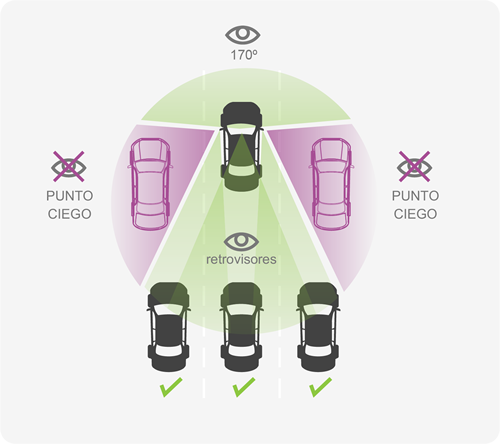 170º
PUNTO
CIEGO
PUNTO
CIEGO
retrovisores